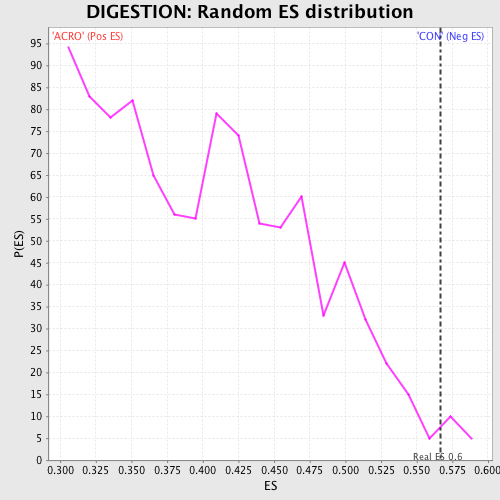 DIGESTION: Random ES distribution
'ACRO' (Pos ES)
'CON' (Neg ES)
95
90
85
80
75
70
65
60
55
50
45
40
35
30
25
20
15
10
5
0
P(ES)
Real ES 0.6
0.300 0.325 0.350 0.375 0.400 0.425 0.450 0.475 0.500 0.525 0.550 0.575 0.600
ES